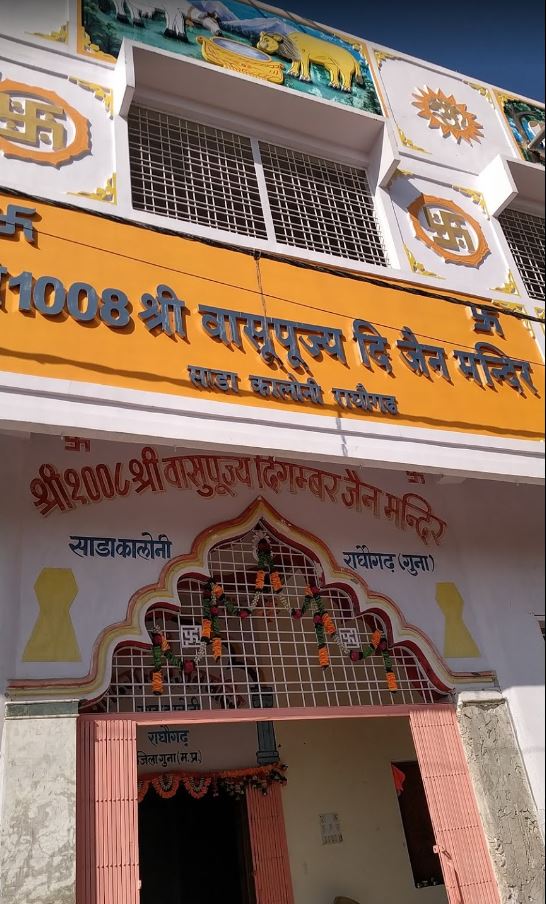 1008 श्री वासूपूज्य दि जैन मन्दिर
साडा कालोनी राघौगढ
श्री १००८ श्री वासुपूज्य दिगम्बर जैन मन्दिर
साडा कालोनी
राघौगढ़ (गुना)
राघौगढ़
जिला गुना (म.प्र.)